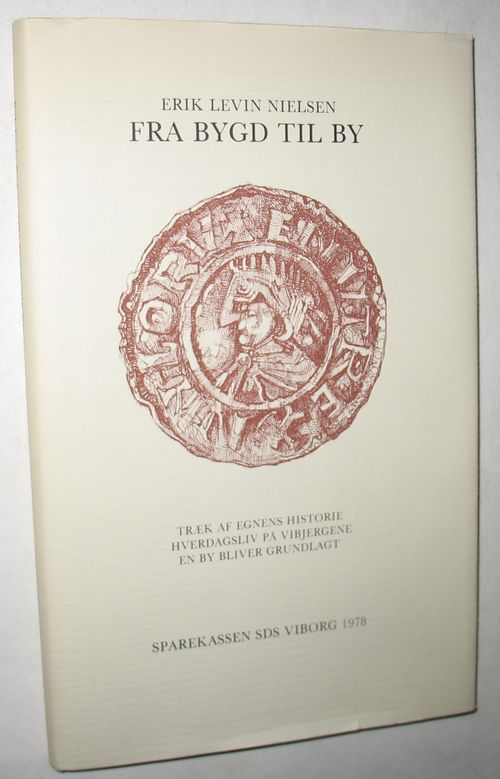 ERIK LEVIN NIELSEN
FRA BYGD TIL BY
TRÆK AF EGNENS HISTORIE
HVERDAGSLIV PÅ VIBJERGENE
EN BY BLIVER GRUNDLAGT
SPAREKASSEN SDS VIBORG 1978